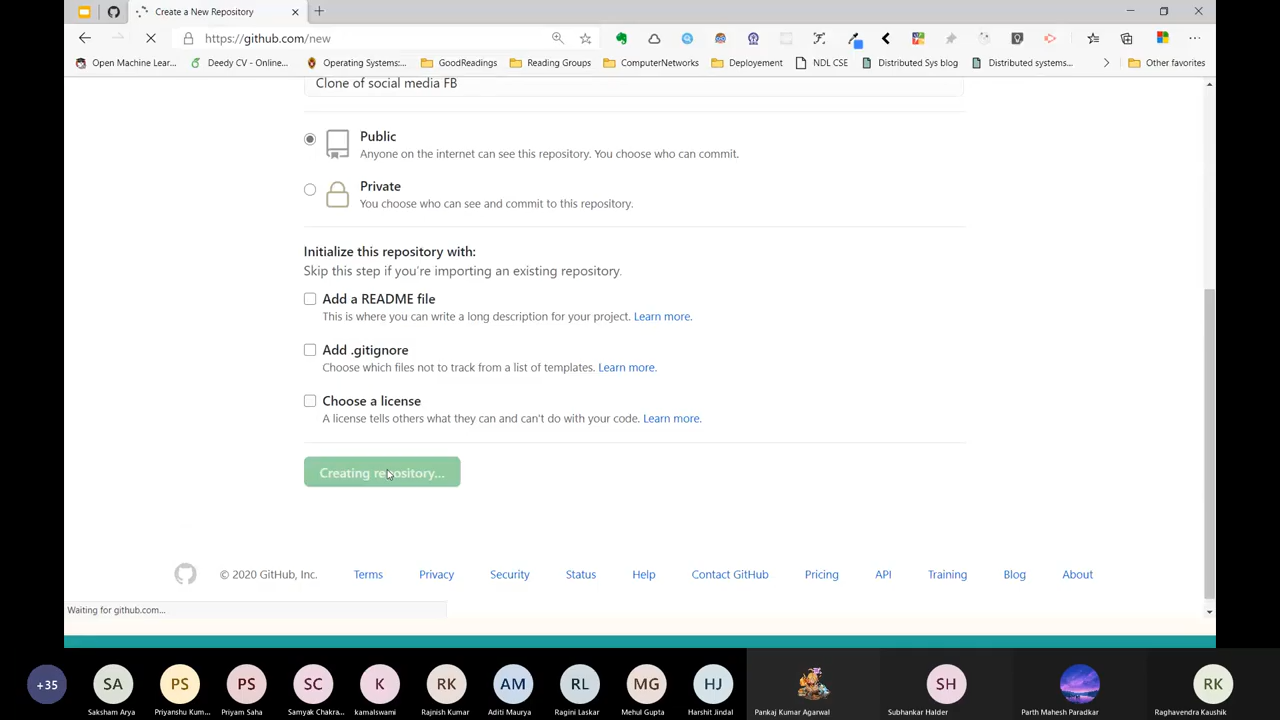 Create a New Repository
https://github.com/new
Open Machine Lear...
Deedy CV - Online...
Operating Systems:...
GoodReadings
Reading Groups
ComputerNetworks
Deployement
NDL CSE
Distributed Sys blog
Distributed systems...
Other favorites
Clone of social media FB
Public
Anyone on the internet can see this repository. You choose who can commit.
Private
You choose who can see and commit to this repository.
Initialize this repository with:
Skip this step if you're importing an existing repository.
Add a README file
This is where you can write a long description for your project. Learn more.
Add .gitignore
Choose which files not to track from a list of templates. Learn more.
Choose a license
A license tells others what they can and can't do with your code. Learn more.
Creating repository...
© 2020 GitHub, Inc.
Terms
Privacy
Security
Status
Help
Contact GitHub
Pricing
API
Training
Blog
About
Waiting for github.com...
+35
SA
PS
PS
SC
K
RK
AM
RL
MG
HJ
SH
RK
Saksham Arya
Priyanshu Kum...
Priyam Saha
Samyak Chakra...
kamalswami
Rajnish Kumar
Aditi Maurya
Ragini Laskar
Mehul Gupta
Harshit Jindal
Pankaj Kumar Agarwal
Subhankar Halder
Parth Mahesh Paradkar
Raghavendra Kaushik